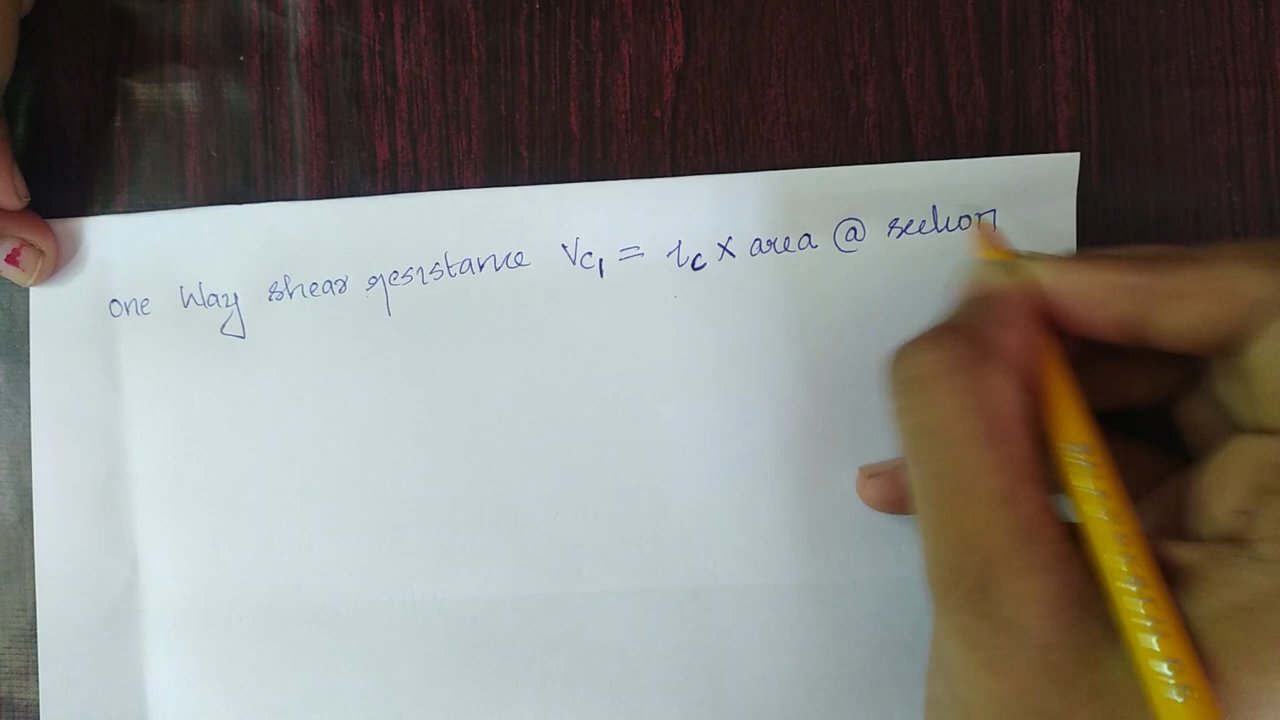 one Way shear resistance Vc₁ = τc × area @ section